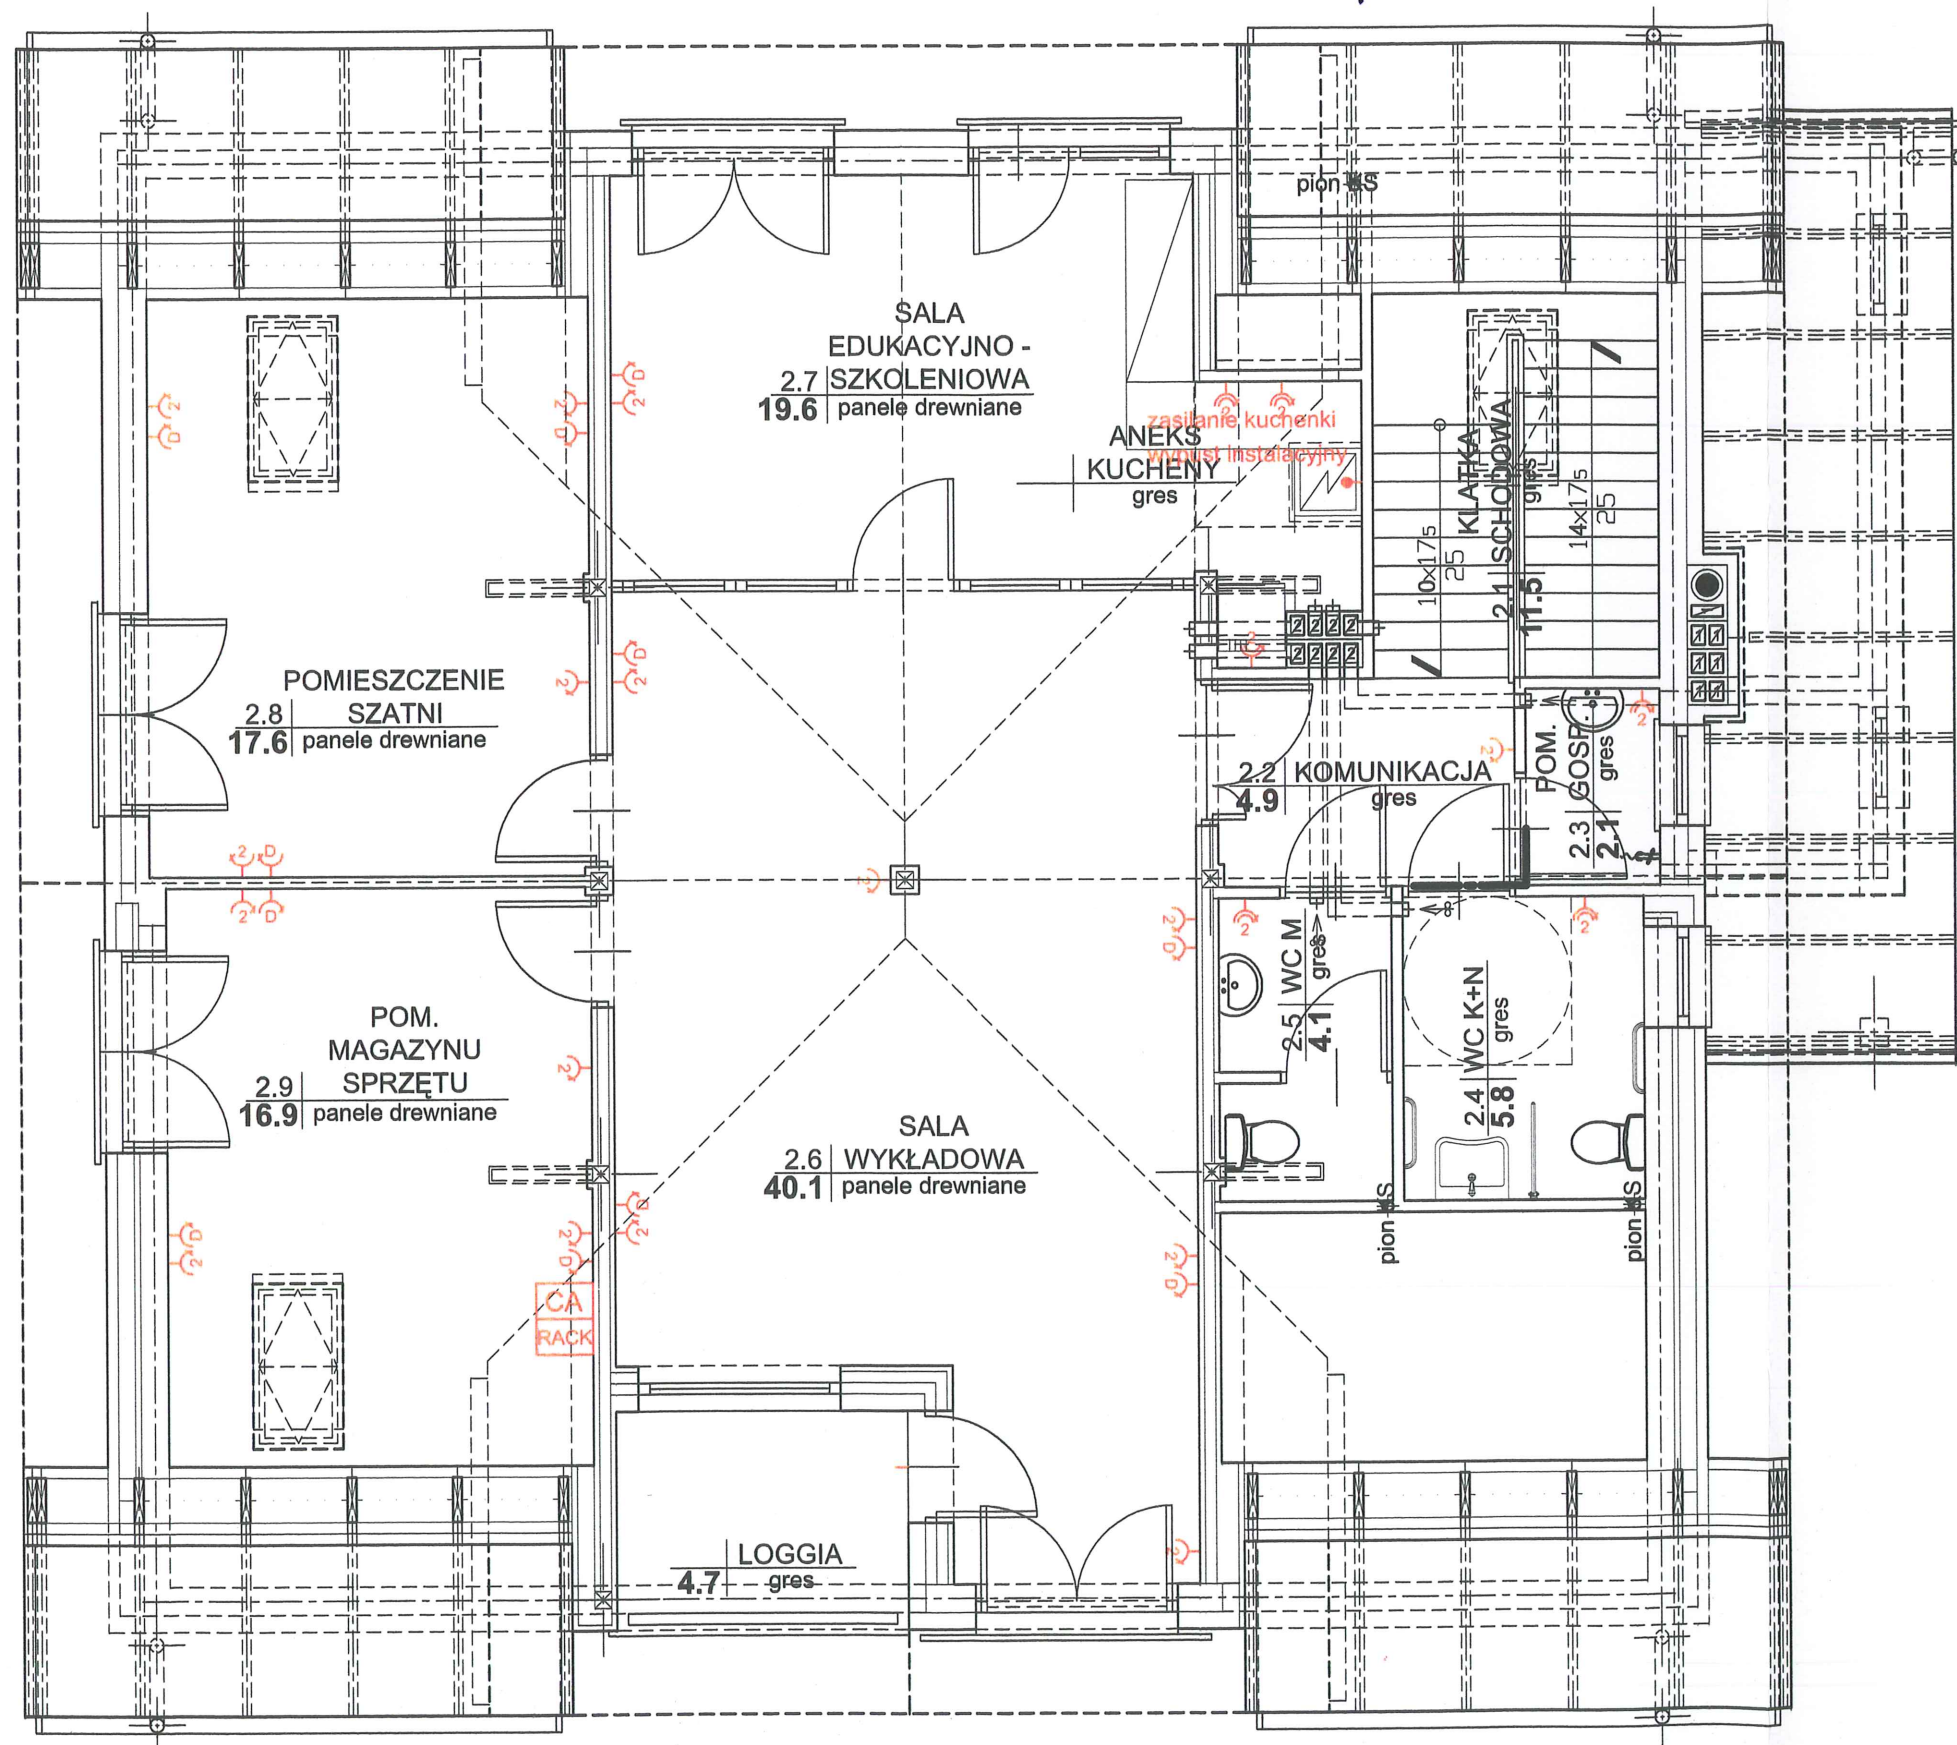 pion KS
SALA
EDUKACYJNO -
2.7 SZKOLENIOWA
19.6 panele drewniane
zasilanie kuchenki
ANEKS
wypust instalacyjny
KUCHENY
gres
KLATKA
2.1 SCHODOWA
11.5 gres
10x175
25
14x175
25
POMIESZCZENIE
2.8 SZATNI
17.6 panele drewniane
2.2 KOMUNIKACJA
4.9 gres
POM.
2.3 GOSP.
2.1 gres
2.5 WC M
4.1 gres
2.4 WC K+N
5.8 gres
POM.
MAGAZYNU
2.9 SPRZĘTU
16.9 panele drewniane
SALA
2.6 WYKŁADOWA
40.1 panele drewniane
pion KS
pion KS
CA
RACK
LOGGIA
4.7 gres